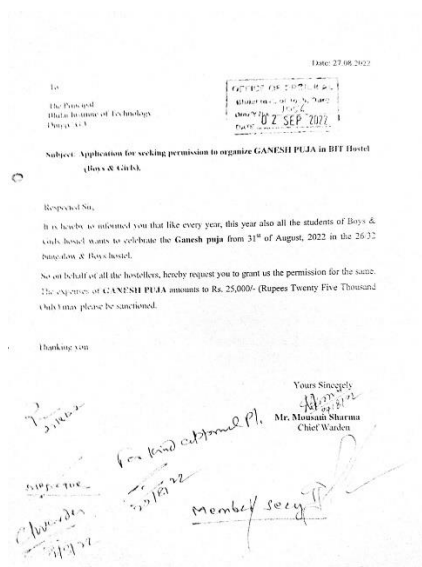 Date: 27.08.2022
To
The Principal
Institute of Technology
OFFICE OF PRINCIPAL
02 SEP 2022
Subject: Application for seeking permission to organize GANESH PUJA in BIT Hostel
(Boys & Girls).
Respected Sir,
It is hereby to informed you that like every year, this year also all the students of Boys &
Girls hostel wants to celebrate the Ganesh puja from 31st of August, 2022 in the 26/32
bungalow & Boys hostel.
So on behalf of all the hostellers, hereby request you to grant us the permission for the same.
The expenses of GANESH PUJA amounts to Rs. 25,000/- (Rupees Twenty Five Thousand
Only) may please be sanctioned.
Thanking you
Yours Sincerely
Mr. Mousam Sharma
Chief Warden
For kind approval Pl.
Member Secy